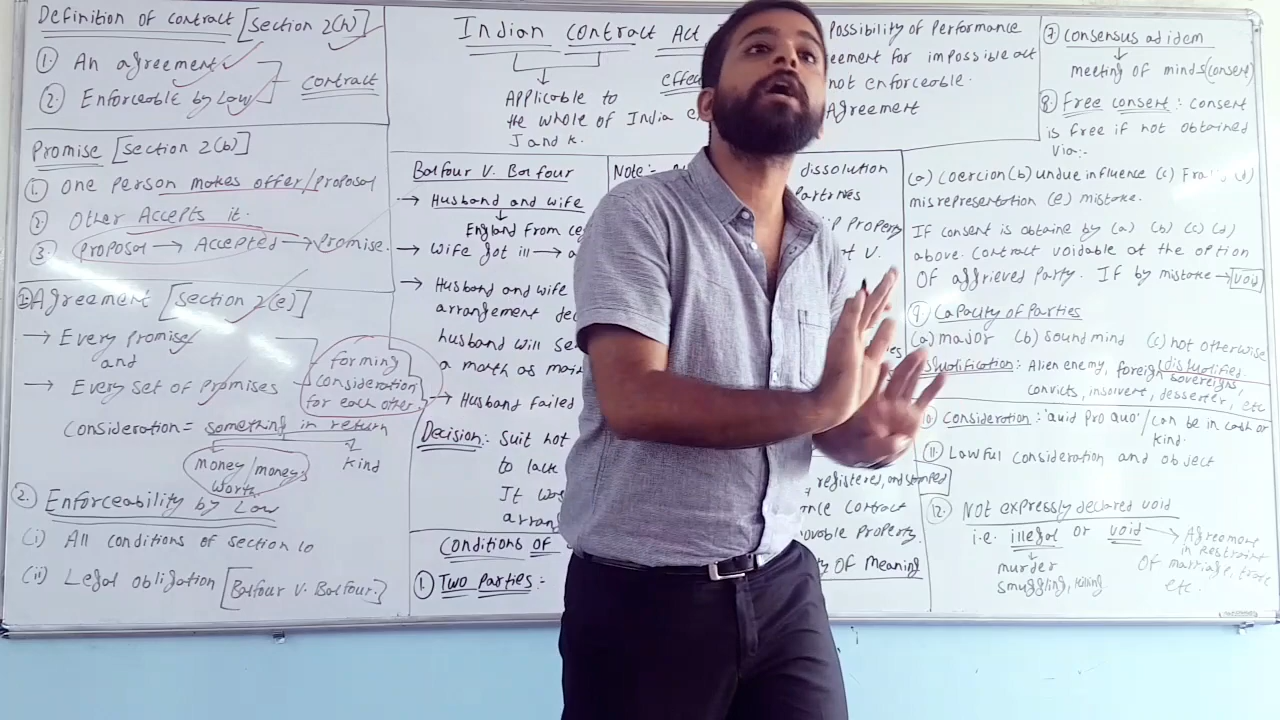 Definition of contract [section 2(h)]
1. An agreement
2. Enforceable by Law
contract
Promise [section 2(b)]
1. One person makes offer/proposal
2. Other Accepts it.
3. Proposal → Accepted → Promise.
1. Agreement [section 2(e)]
→ Every promise
and
→ Every set of Promises
forming
consideration
for each other.
consideration = something in return
money/money's
worth
kind
2. Enforceability by Law
(i) All conditions of section 10
(ii) Legal obligation [Balfour V. Balfour.]
Indian contract Act
Applicable to
the whole of India
J and K.
Balfour V. Balfour
→ Husband and wife
England from
→ Wife got ill →
→ Husband and wife
arrangement
husband will
a month as
→ Husband failed
Decision: Suit not
to lack
It
Conditions of
1. Two Parties:
Note:-
dissolution
Property
registered, and stamped
contract
Property
of Meaning
Possibility of Performance
for impossible act
not enforceable.
Agreement
7. consensus ad idem
meeting of minds (consent)
8. Free consent: consent
is free if not obtained
via:-
(a) coercion (b) undue influence (c) Fraud (d)
misrepresentation (e) mistake.
If consent is obtaine by (a) (b) (c) (d)
above. Contract voidable at the option
of aggrieved party. If by mistake → void
9. Capacity of Parties
(a) major (b) sound mind (c) not otherwise
disqualified.
Disqualification: Alien enemy, foreign sovereigns,
convicts, insolvent, desserter, etc
10. Consideration: 'quid pro quo' / can be in cash or
kind.
11. Lawful consideration and object
12. Not expressly declared void
i.e. illegal or void → Agreement
in restraint
of marriage, trade
etc.
murder
smuggling, killing